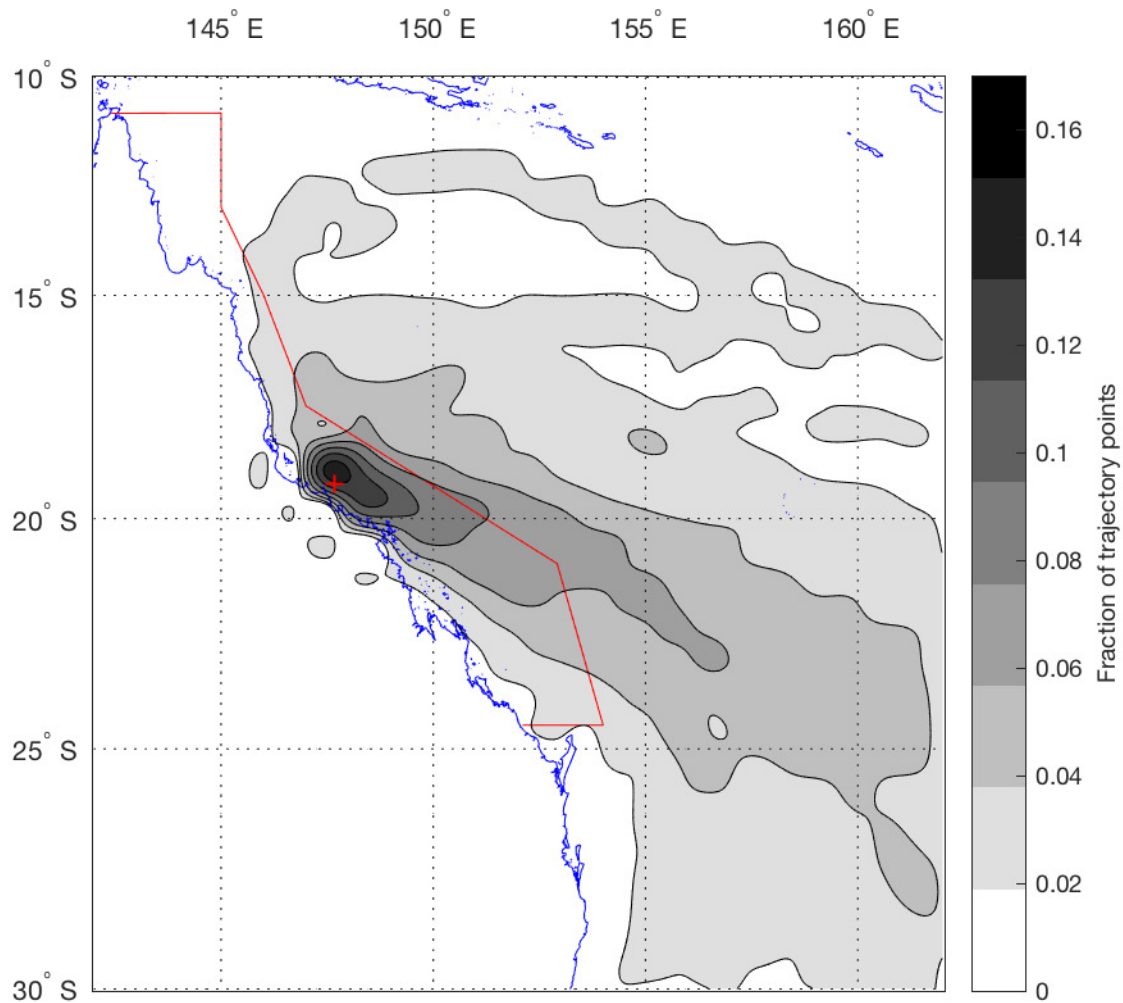 145° E 150° E 155° E 160° E
10° S
15° S
20° S
25° S
30° S
0.16
0.14
0.12
0.1
0.08
0.06
0.04
0.02
0
Fraction of trajectory points